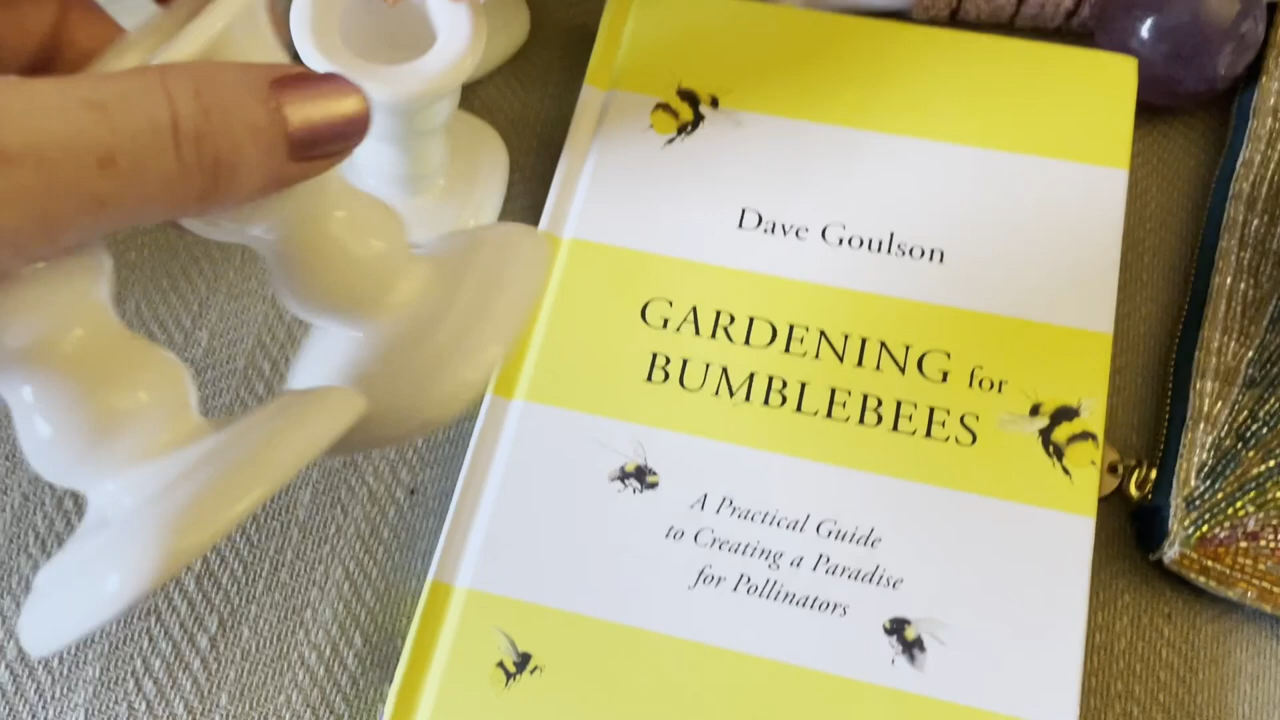 Dave Goulson
GARDENING for
BUMBLEBEES
A Practical Guide
to Creating a Paradise
for Pollinators